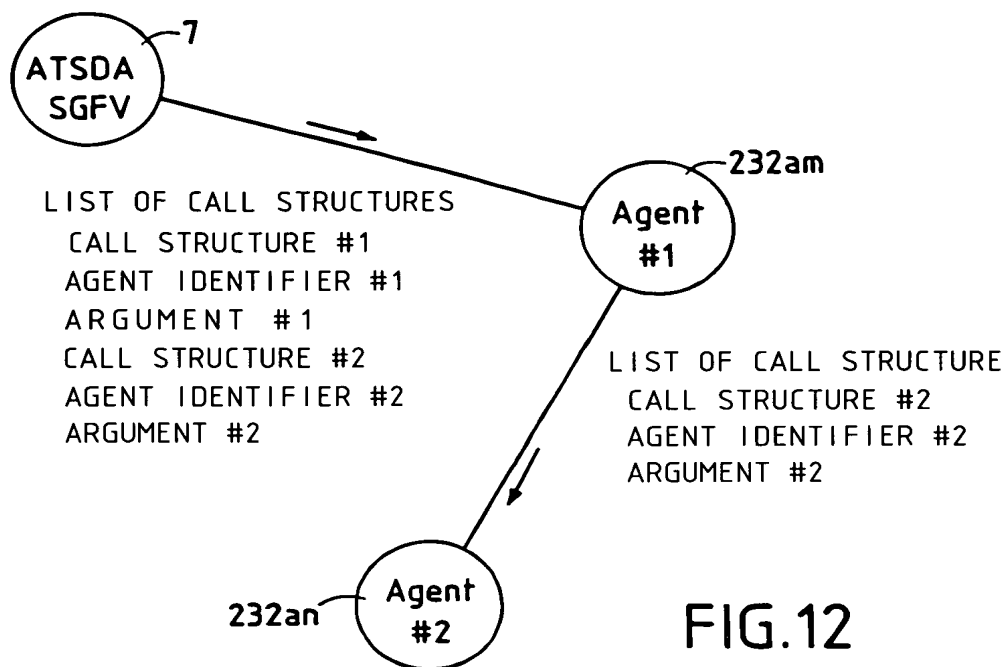 7
ATSDA
SGFV
232am
Agent
#1
LIST OF CALL STRUCTURES
CALL STRUCTURE #1
AGENT IDENTIFIER #1
ARGUMENT #1
CALL STRUCTURE #2
AGENT IDENTIFIER #2
ARGUMENT #2
LIST OF CALL STRUCTURE
CALL STRUCTURE #2
AGENT IDENTIFIER #2
ARGUMENT #2
232an
Agent
#2
FIG.12